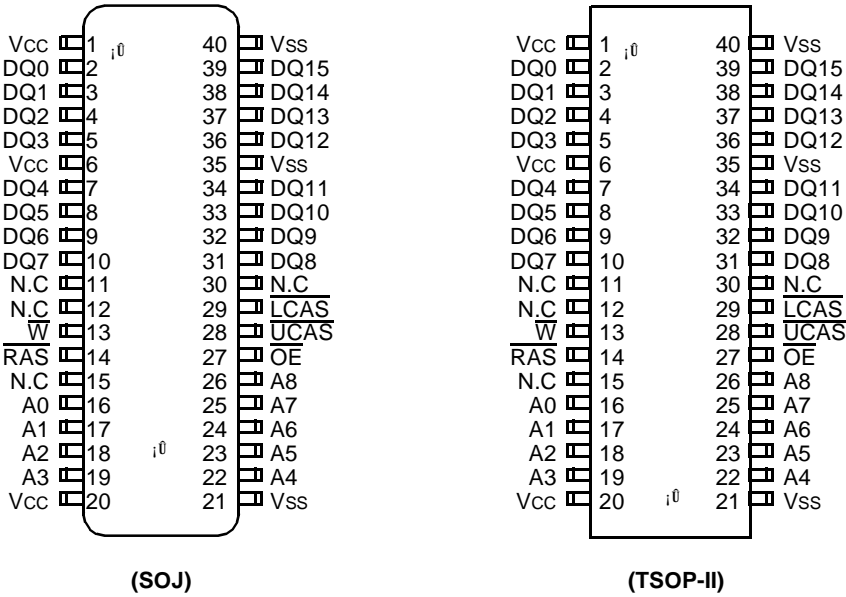 Vcc 1 ¡Û 40 Vss
DQ0 2 39 DQ15
DQ1 3 38 DQ14
DQ2 4 37 DQ13
DQ3 5 36 DQ12
Vcc 6 35 Vss
DQ4 7 34 DQ11
DQ5 8 33 DQ10
DQ6 9 32 DQ9
DQ7 10 31 DQ8
N.C 11 30 N.C
N.C 12 29 LCAS
W 13 28 UCAS
RAS 14 27 OE
N.C 15 26 A8
A0 16 25 A7
A1 17 24 A6
A2 18 ¡Û 23 A5
A3 19 22 A4
Vcc 20 21 Vss
(SOJ)
Vcc 1 ¡Û 40 Vss
DQ0 2 39 DQ15
DQ1 3 38 DQ14
DQ2 4 37 DQ13
DQ3 5 36 DQ12
Vcc 6 35 Vss
DQ4 7 34 DQ11
DQ5 8 33 DQ10
DQ6 9 32 DQ9
DQ7 10 31 DQ8
N.C 11 30 N.C
N.C 12 29 LCAS
W 13 28 UCAS
RAS 14 27 OE
N.C 15 26 A8
A0 16 25 A7
A1 17 24 A6
A2 18 23 A5
A3 19 22 A4
Vcc 20 ¡Û 21 Vss
(TSOP-II)